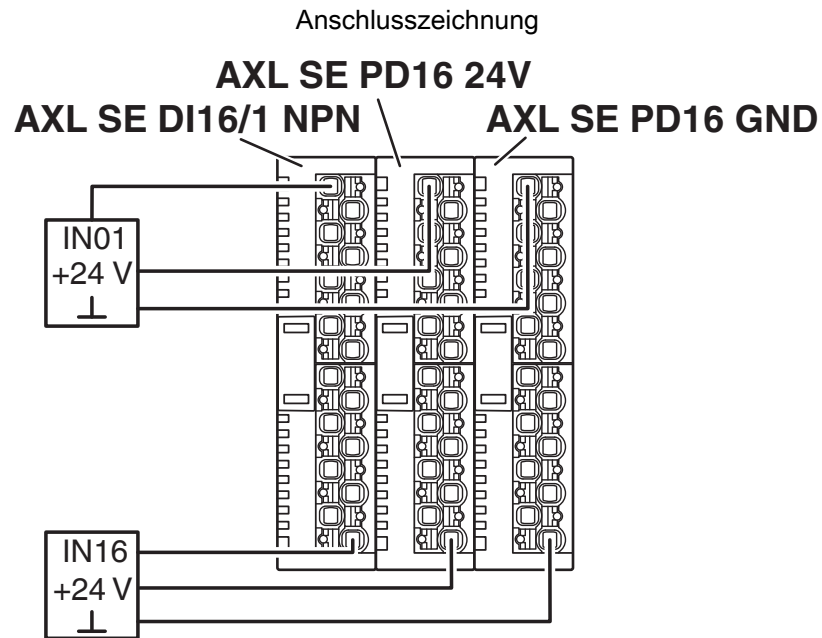 Anschlusszeichnung
AXL SE PD16 24V
AXL SE DI16/1 NPN
AXL SE PD16 GND
IN01
+24 V
IN16
+24 V